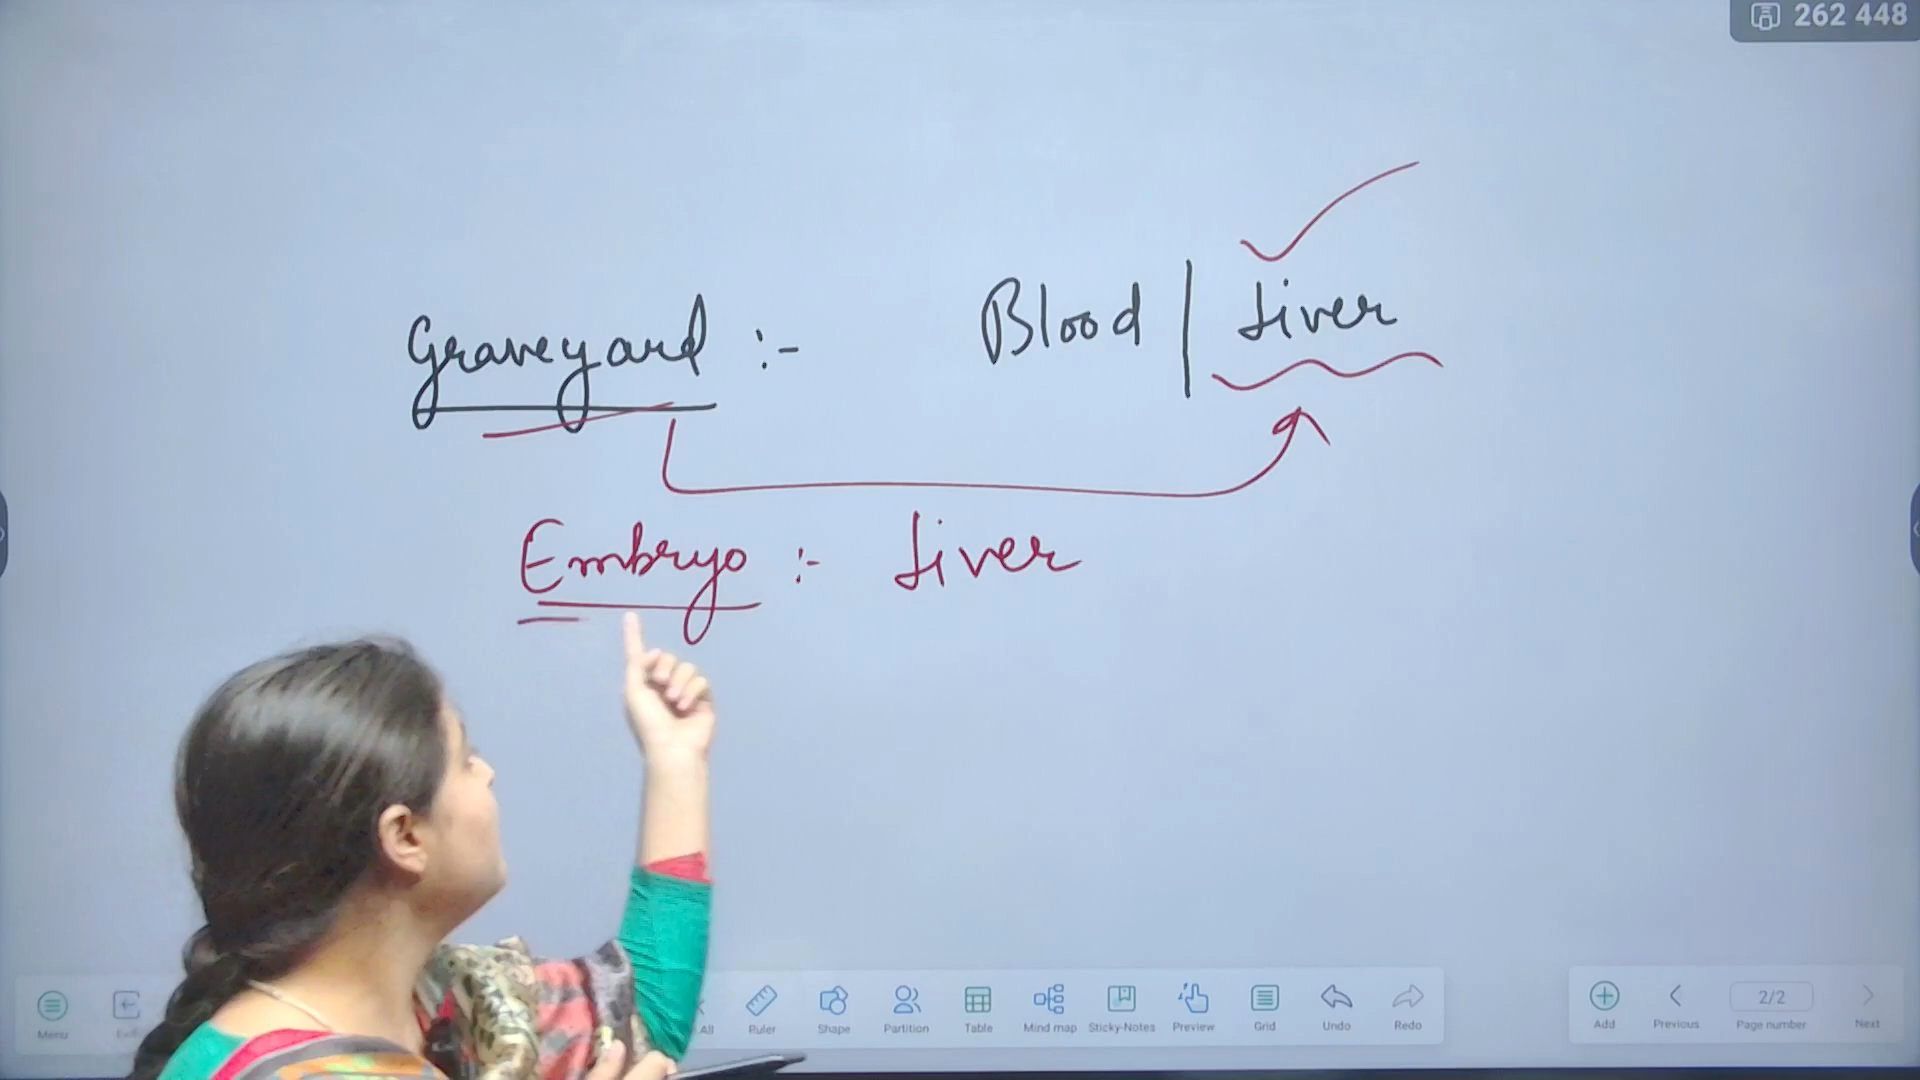 262 448
Graveyard :- Blood | Liver
Embryo :- Liver
Menu All Ruler Shape Partition Table Mind map Sticky-Notes Preview Grid Undo Redo Add Previous 2/2 Page number Next